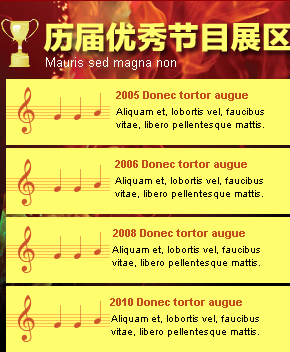 历届优秀节目展区
Mauris sed magna non
2005 Donec tortor augue
Aliquam et, lobortis vel, faucibus
vitae, libero pellentesque mattis.
2006 Donec tortor augue
Aliquam et, lobortis vel, faucibus
vitae, libero pellentesque mattis.
2008 Donec tortor augue
Aliquam et, lobortis vel, faucibus
vitae, libero pellentesque mattis.
2010 Donec tortor augue
Aliquam et, lobortis vel, faucibus
vitae, libero pellentesque mattis.